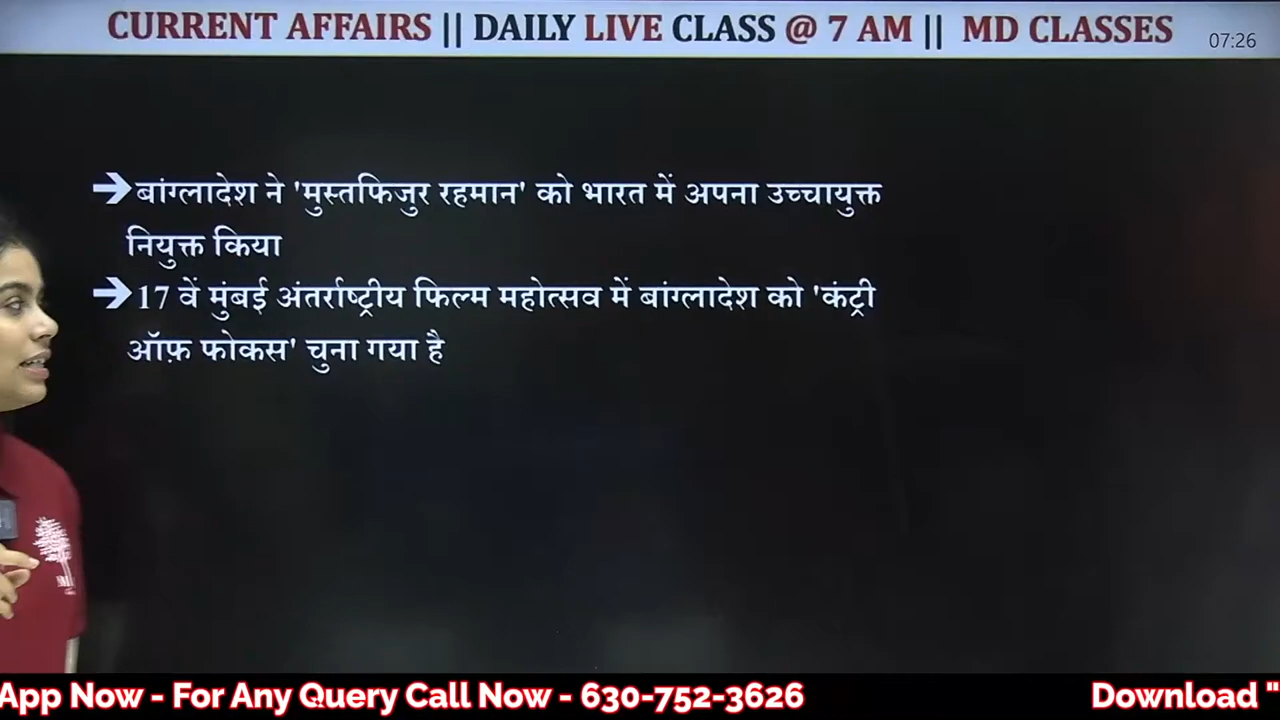 CURRENT AFFAIRS || DAILY LIVE CLASS @ 7 AM || MD CLASSES
07:26
➔बांग्लादेश ने 'मुस्तफिजुर रहमान' को भारत में अपना उच्चायुक्त
नियुक्त किया
➔17 वें मुंबई अंतर्राष्ट्रीय फिल्म महोत्सव में बांग्लादेश को 'कंट्री
ऑफ़ फोकस' चुना गया है
App Now - For Any Query Call Now - 630-752-3626 Download "